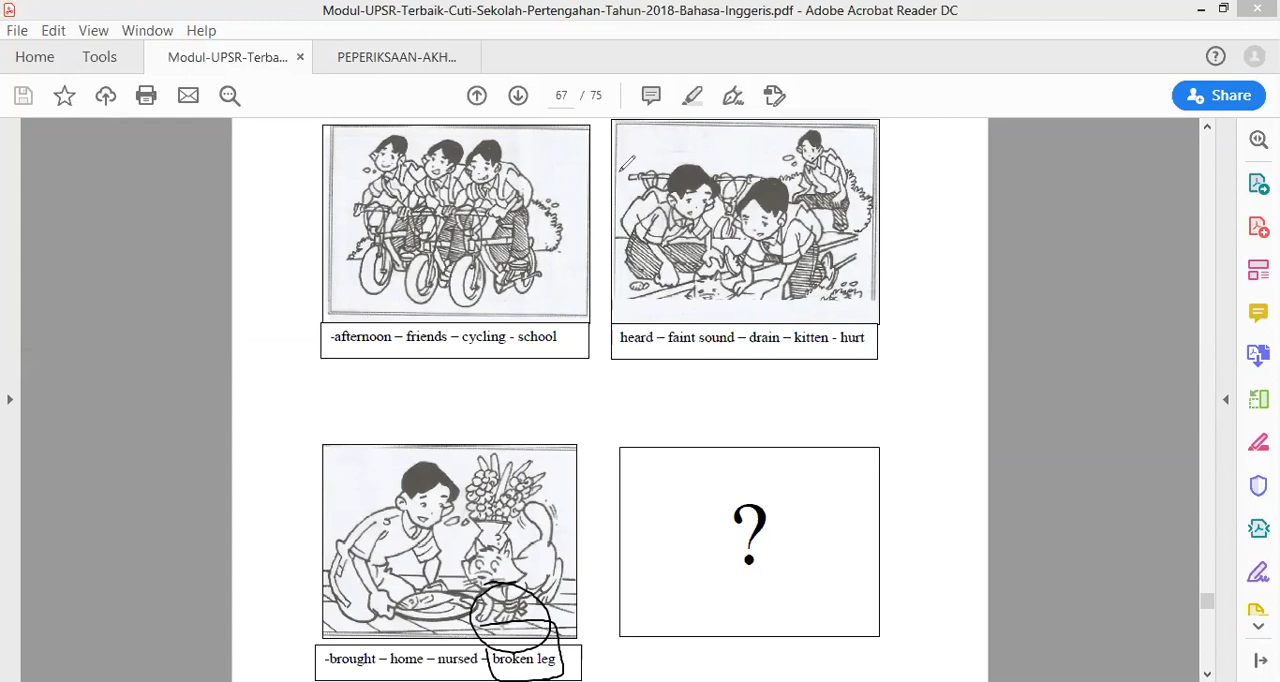 Modul-UPSR-Terbaik-Cuti-Sekolah-Pertengahan-Tahun-2018-Bahasa-Inggeris.pdf - Adobe Acrobat Reader DC
File Edit View Window Help
Home Tools Modul-UPSR-Terba... × PEPERIKSAAN-AKH...
67 / 75 Share
-afternoon – friends – cycling - school
heard – faint sound – drain – kitten - hurt
?
-brought – home – nursed – broken leg